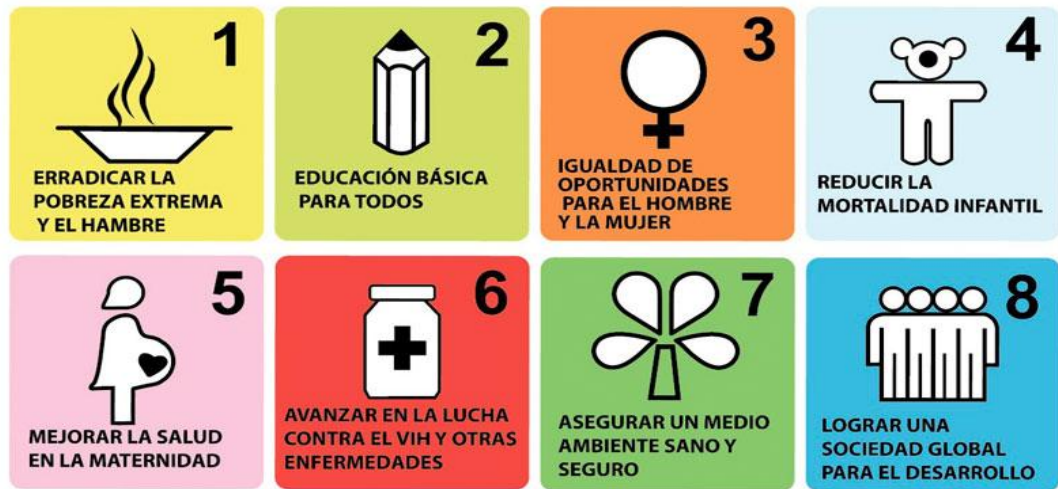 1
ERRADICAR LA
POBREZA EXTREMA
Y EL HAMBRE
2
EDUCACIÓN BÁSICA
PARA TODOS
3
IGUALDAD DE
OPORTUNIDADES
PARA EL HOMBRE
Y LA MUJER
4
REDUCIR LA
MORTALIDAD INFANTIL
5
MEJORAR LA SALUD
EN LA MATERNIDAD
6
AVANZAR EN LA LUCHA
CONTRA EL VIH Y OTRAS
ENFERMEDADES
7
ASEGURAR UN MEDIO
AMBIENTE SANO Y
SEGURO
8
LOGRAR UNA
SOCIEDAD GLOBAL
PARA EL DESARROLLO